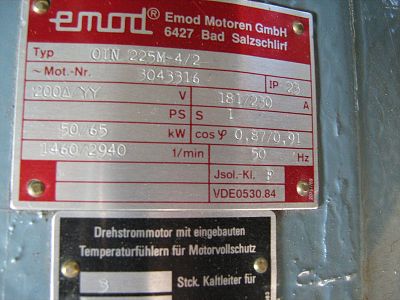 emod® Emod Motoren GmbH
6427 Bad Salzschlirf
Typ OIN 225M-4/2
~ Mot.-Nr. 3043316 IP 23
200Δ/YY V 181/230 A
PS S 1
50/65 kW cos φ 0,87/0,91
1460/2940 1/min 50 Hz
Jsol.-Kl. F
VDE0530.84
Drehstrommotor mit eingebauten
Temperaturfühlern für Motorvollschutz
Stck. Kaltleiter für